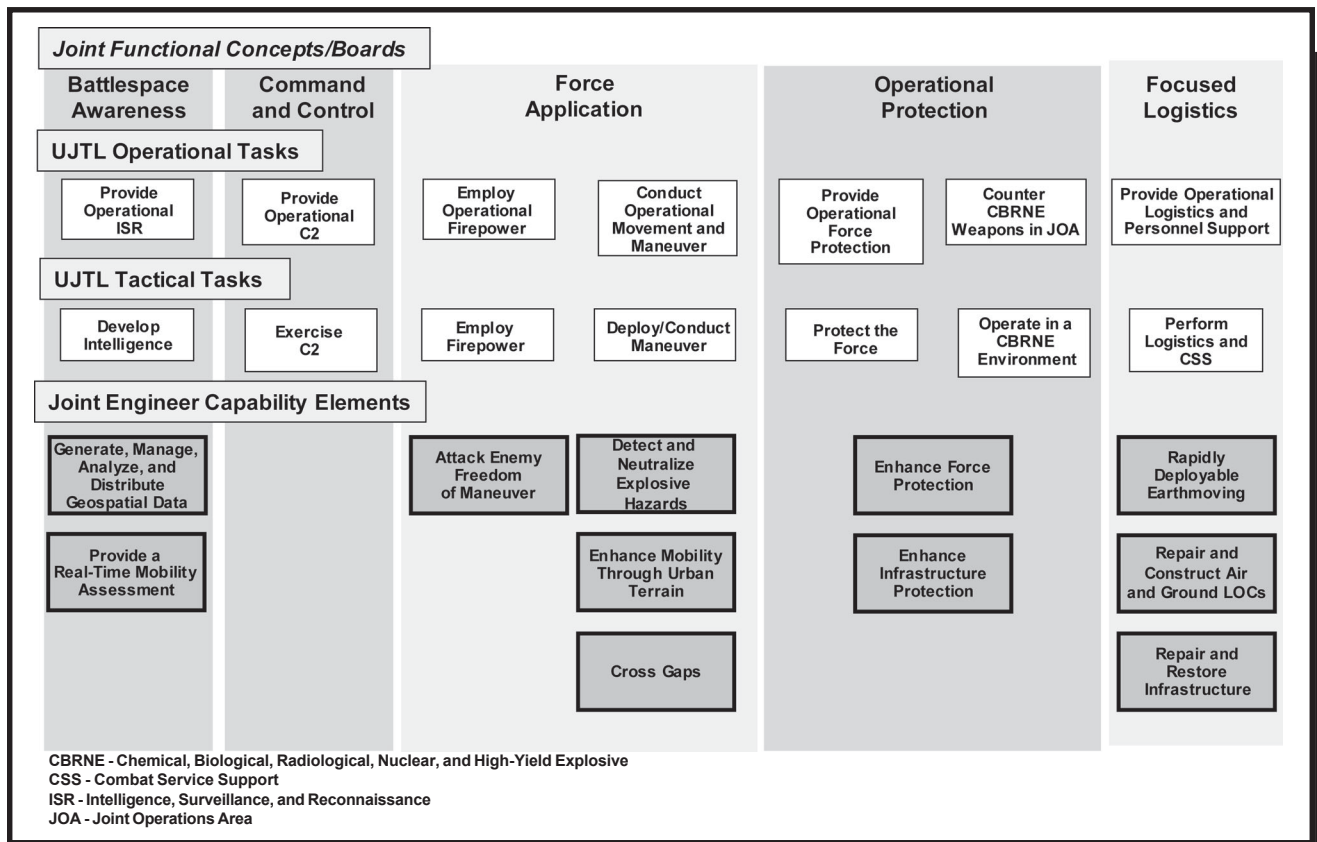 Joint Functional Concepts/Boards
Battlespace
Awareness
Command
and Control
Force
Application
Operational
Protection
Focused
Logistics
UJTL Operational Tasks
Provide
Operational
ISR
Provide
Operational
C2
Employ
Operational
Firepower
Conduct
Operational
Movement and
Maneuver
Provide
Operational
Force
Protection
Counter
CBRNE
Weapons in JOA
Provide Operational
Logistics and
Personnel Support
UJTL Tactical Tasks
Develop
Intelligence
Exercise
C2
Employ
Firepower
Deploy/Conduct
Maneuver
Protect the
Force
Operate in a
CBRNE
Environment
Perform
Logistics and
CSS
Joint Engineer Capability Elements
Generate, Manage,
Analyze, and
Distribute
Geospatial Data
Attack Enemy
Freedom
of Maneuver
Detect and
Neutralize
Explosive
Hazards
Enhance Force
Protection
Rapidly
Deployable
Earthmoving
Provide a
Real-Time Mobility
Assessment
Enhance Mobility
Through Urban
Terrain
Enhance
Infrastructure
Protection
Repair and
Construct Air
and Ground LOCs
Cross Gaps
Repair and
Restore
Infrastructure
CBRNE - Chemical, Biological, Radiological, Nuclear, and High-Yield Explosive
CSS - Combat Service Support
ISR - Intelligence, Surveillance, and Reconnaissance
JOA - Joint Operations Area